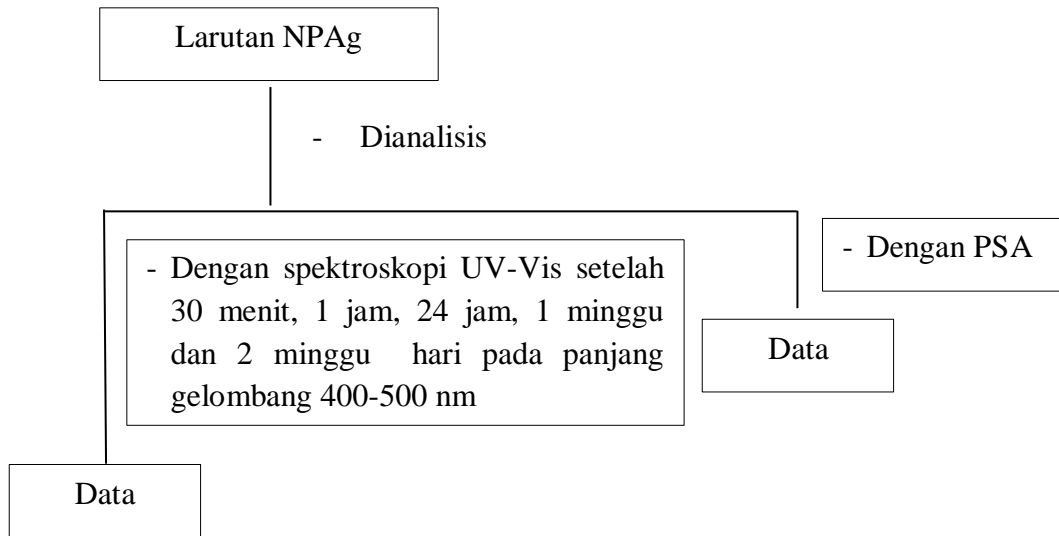 Larutan NPAg
- Dianalisis
- Dengan spektroskopi UV-Vis setelah
30 menit, 1 jam, 24 jam, 1 minggu
dan 2 minggu hari pada panjang
gelombang 400-500 nm
- Dengan PSA
Data
Data